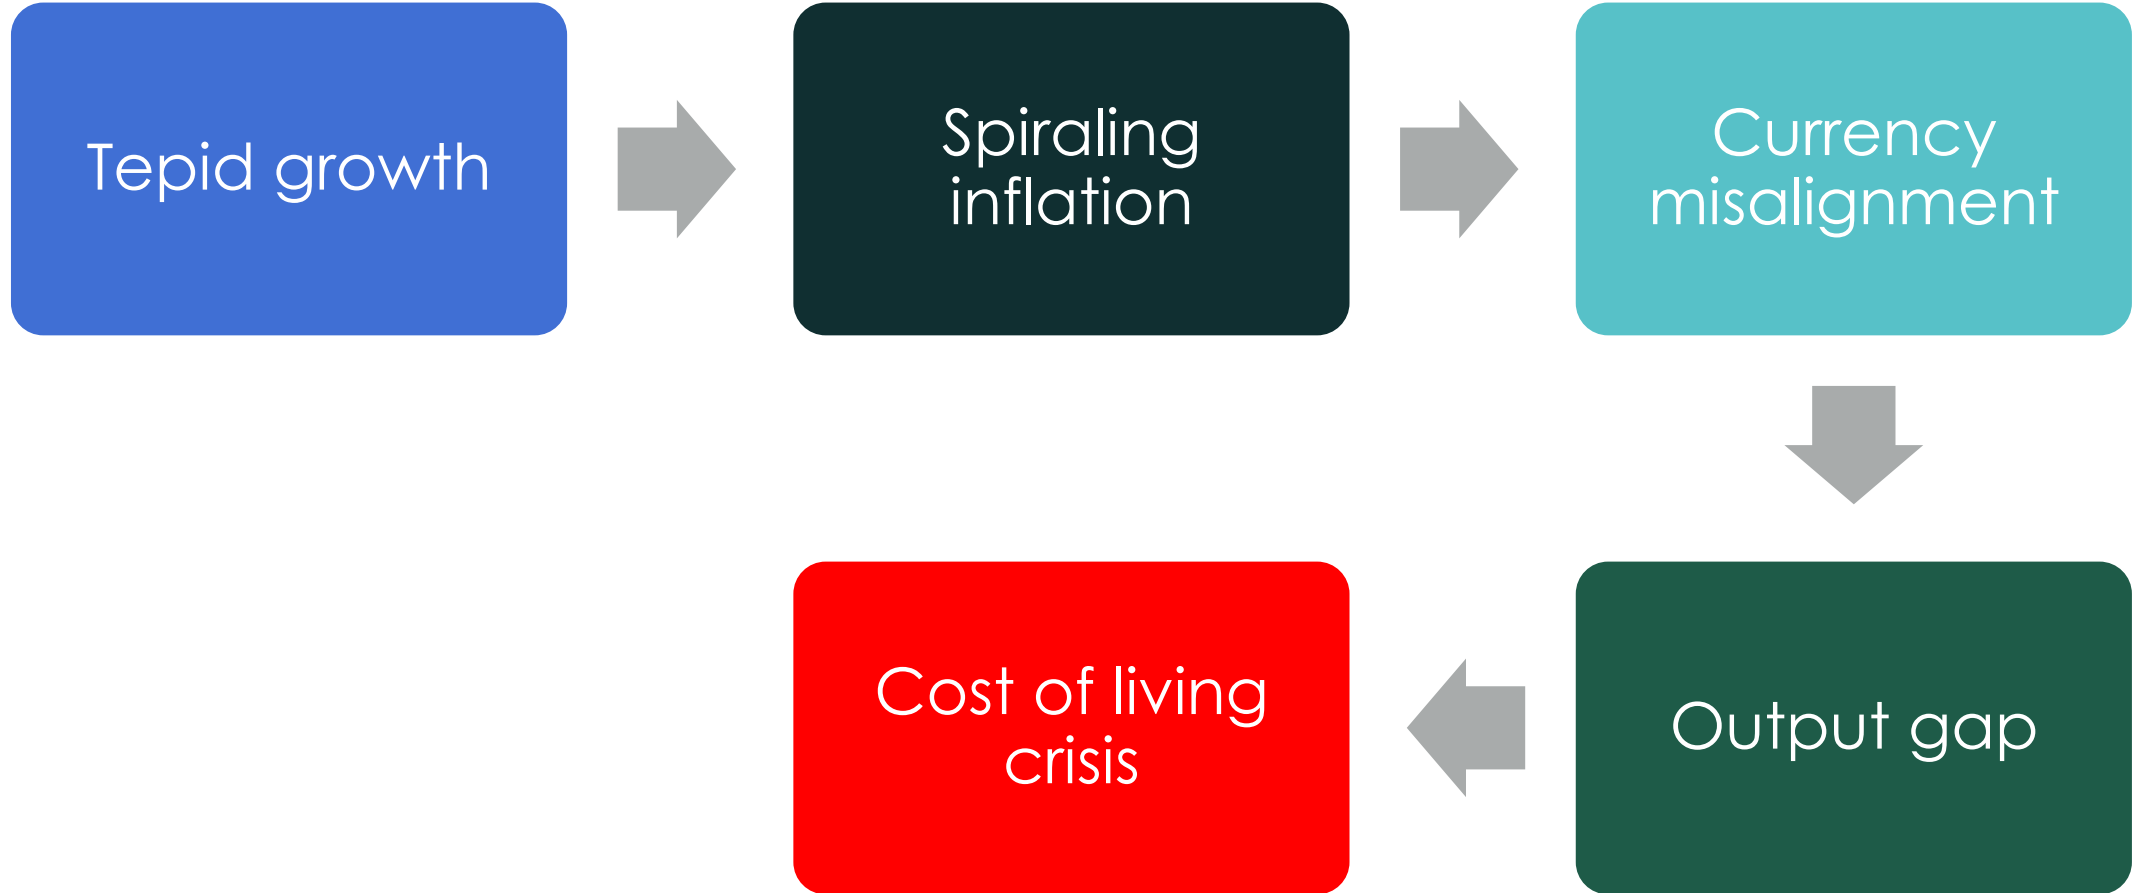 Tepid growth
Spiraling
inflation
Currency
misalignment
Output gap
Cost of living
crisis